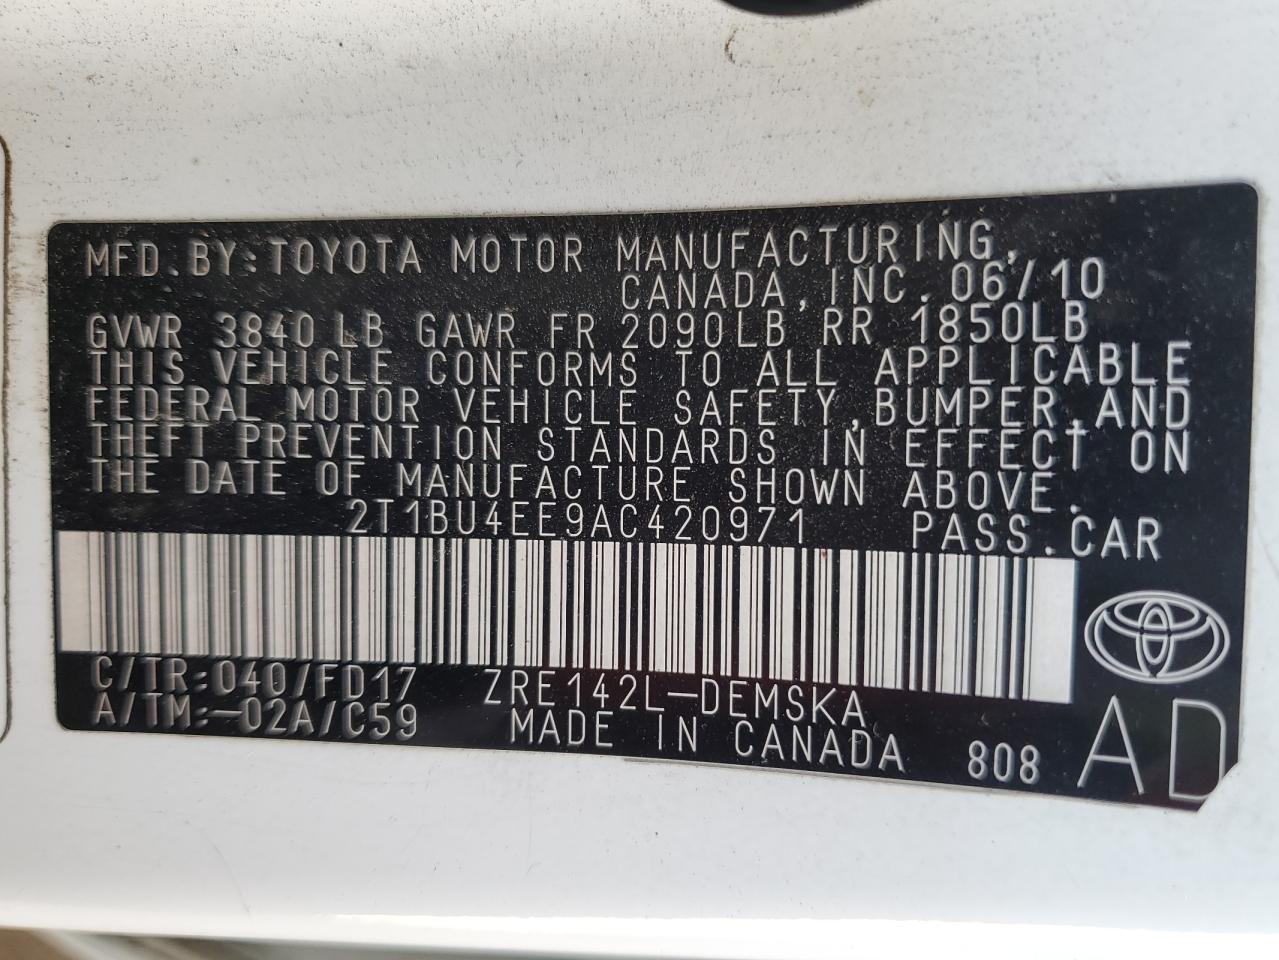 MFD.BY:TOYOTA MOTOR MANUFACTURING,
CANADA,INC.06/10
GVWR 3840LB GAWR FR 2090LB RR 1850LB
THIS VEHICLE CONFORMS TO ALL APPLICABLE
FEDERAL MOTOR VEHICLE SAFETY,BUMPER,AND
THEFT PREVENTION STANDARDS IN EFFECT ON
THE DATE OF MANUFACTURE SHOWN ABOVE.
2T1BU4EE9AC420971 PASS.CAR
C/TR:040/FD17 ZRE142L-DEMSKA
A/TM:-02A/C59 MADE IN CANADA 808 AD